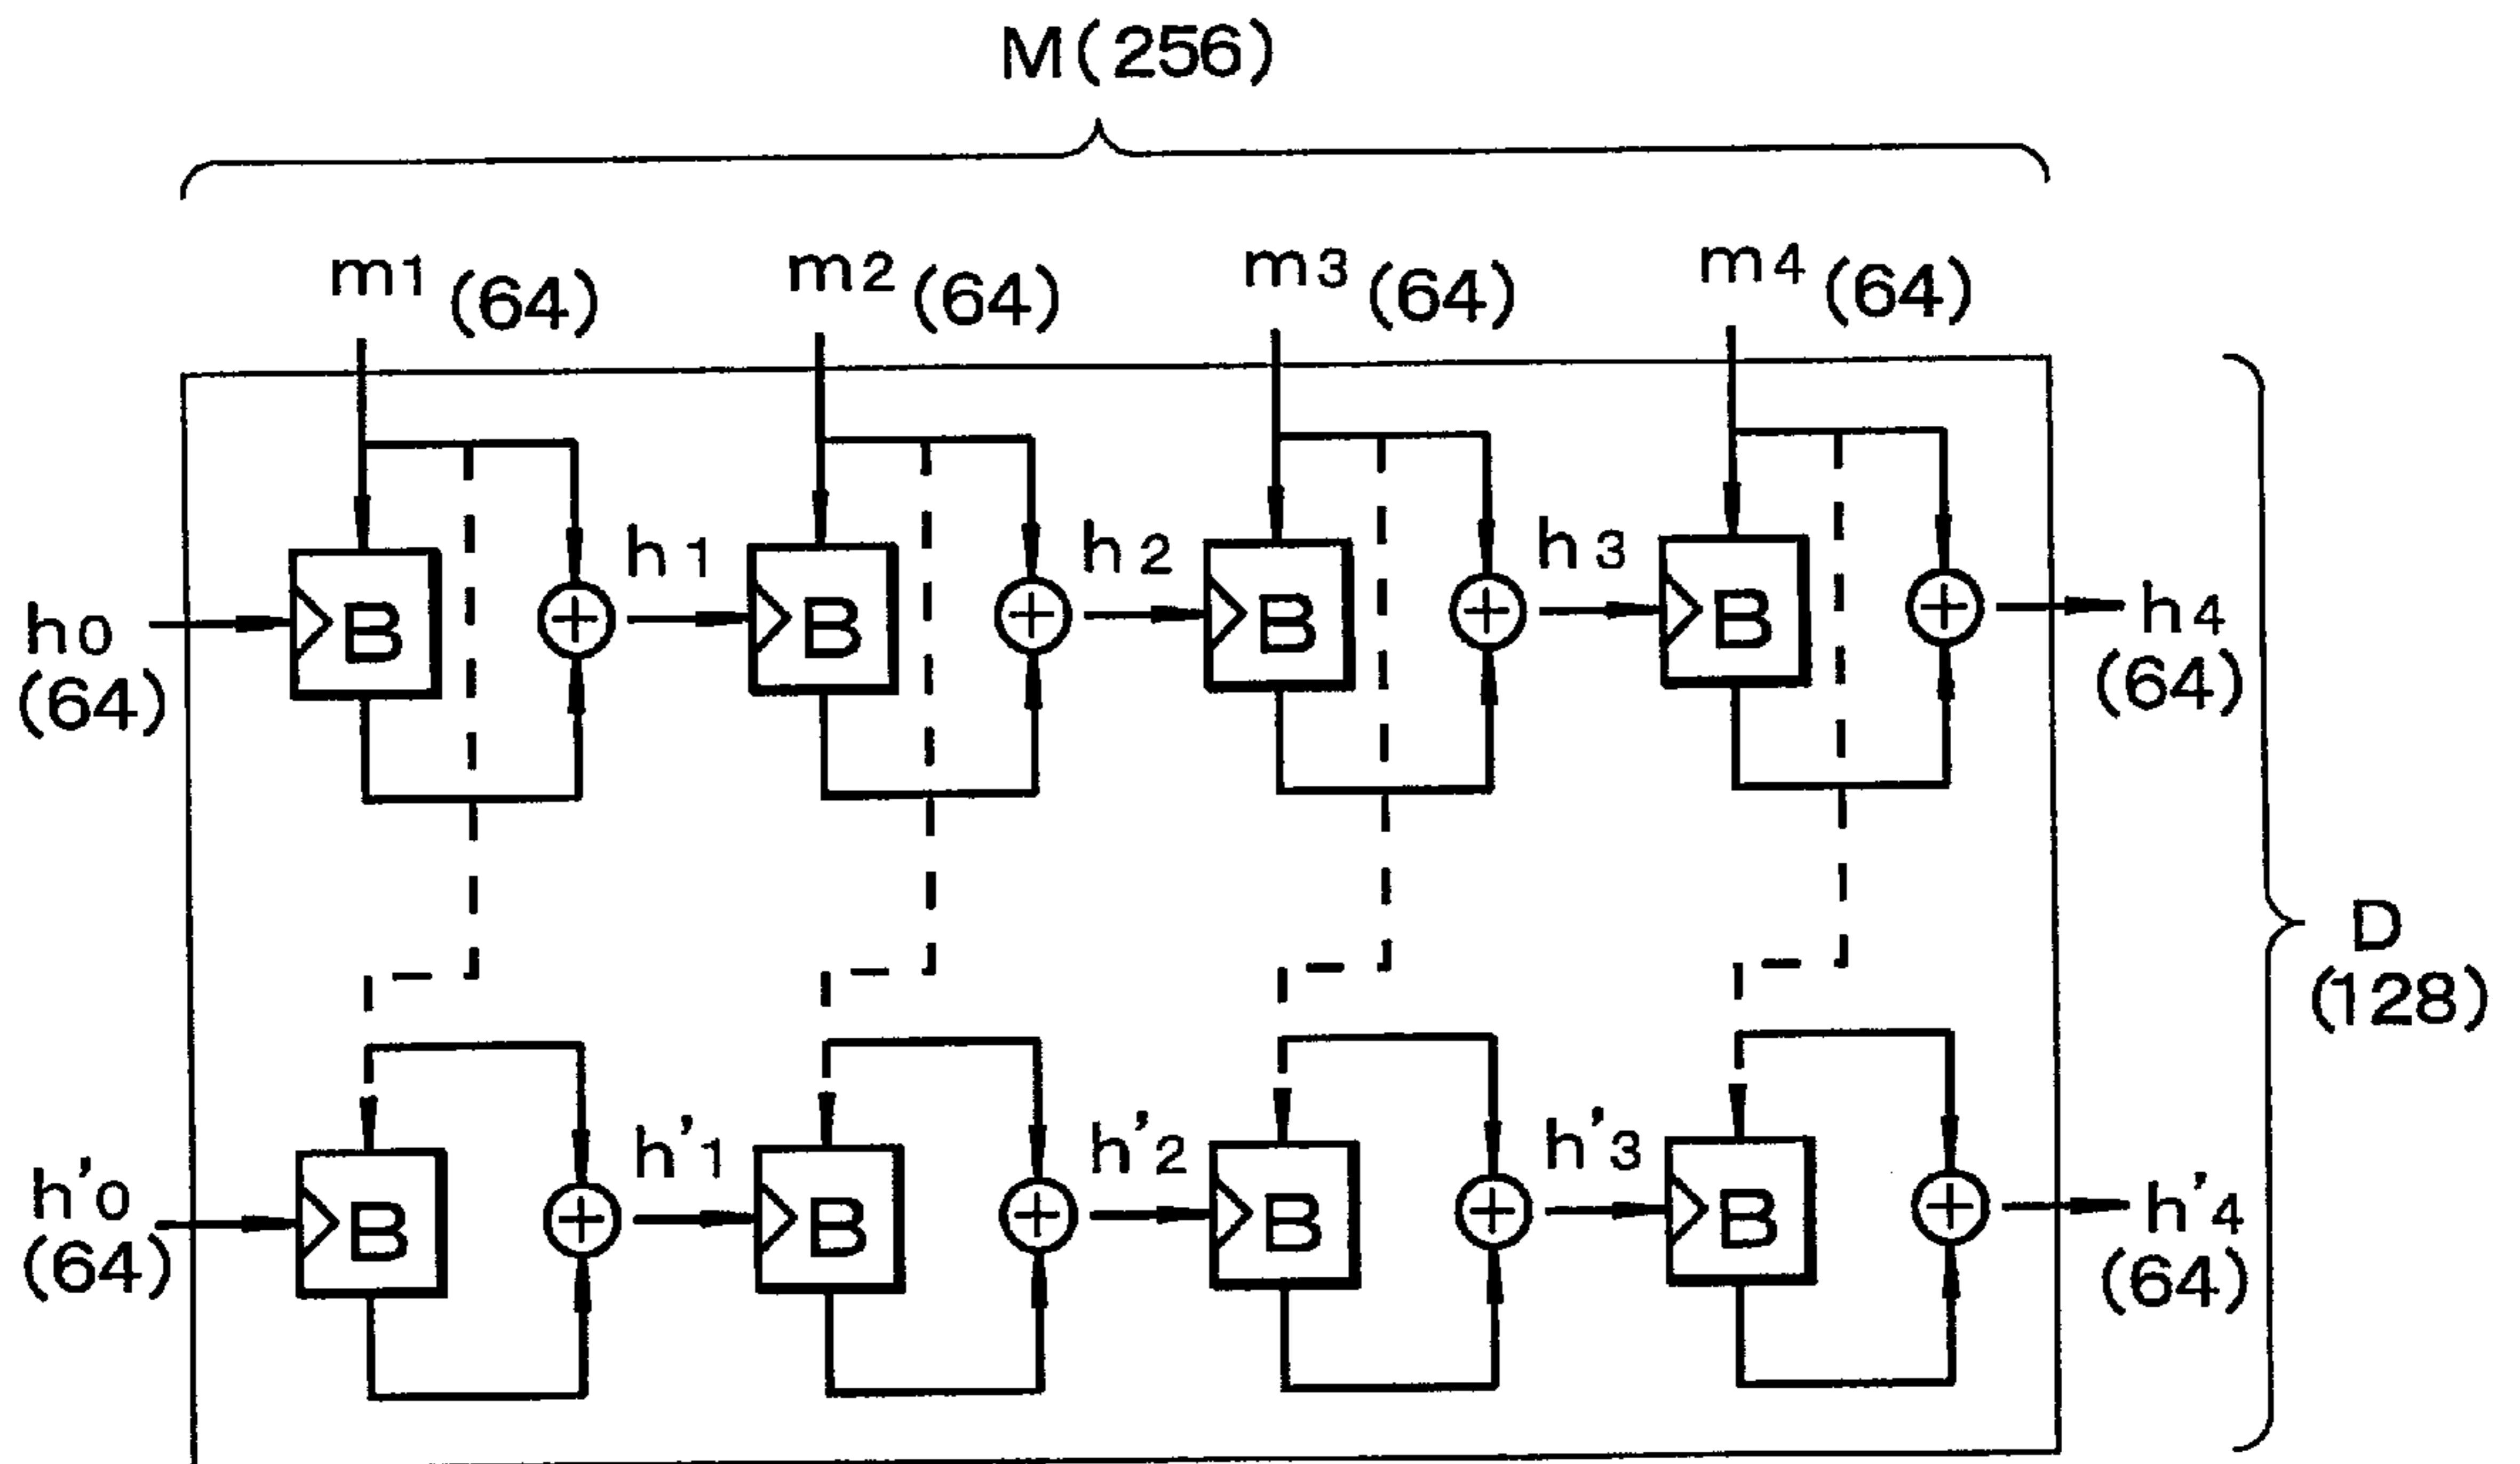 M(256)
m1 (64) m2 (64) m3 (64) m4 (64)
h1 h2 h3
B B B B
h0 (64)
h4 (64)
D (128)
h'1 h'2 h'3
B B B B
h'0 (64)
h'4 (64)